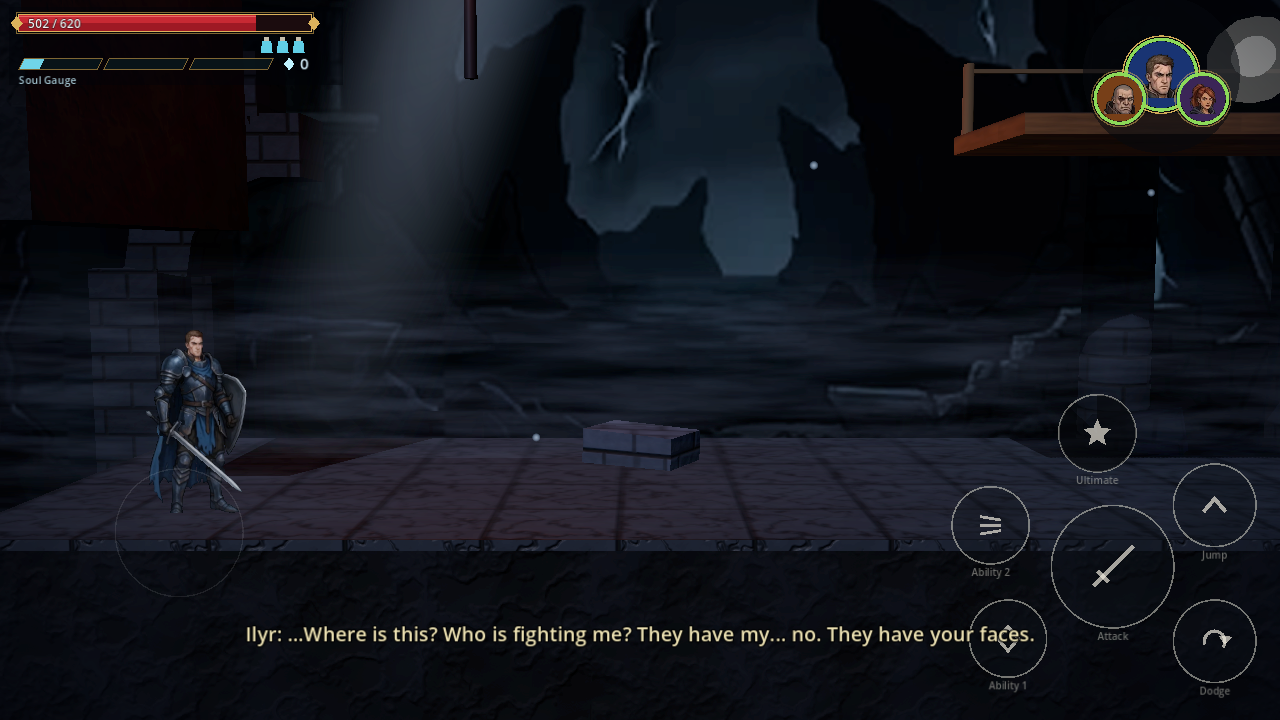 502 / 620
0
Soul Gauge
Ultimate
Ability 2
Jump
Ilyr: ...Where is this? Who is fighting me? They have my... no. They have your faces.
Attack
Ability 1
Dodge